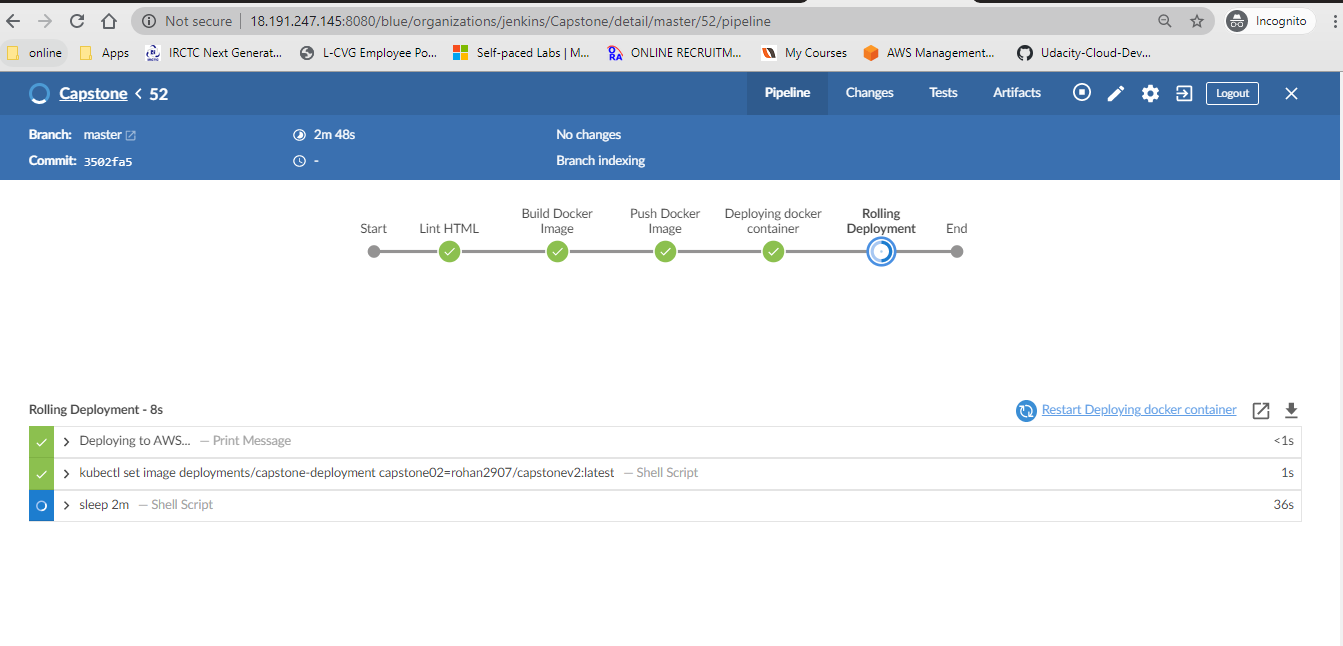 Not secure 18.191.247.145:8080/blue/organizations/jenkins/Capstone/detail/master/52/pipeline Incognito
online Apps IRCTC Next Generat... L-CVG Employee Po... Self-paced Labs | M... ONLINE RECRUITM... My Courses AWS Management... Udacity-Cloud-Dev...
Capstone < 52 Pipeline Changes Tests Artifacts Logout
Branch: master 2m 48s No changes
Commit: 3502fa5 - Branch indexing
Start Lint HTML Build Docker Image Push Docker Image Deploying docker container Rolling Deployment End
Rolling Deployment - 8s Restart Deploying docker container
Deploying to AWS... — Print Message <1s
kubectl set image deployments/capstone-deployment capstone02=rohan2907/capstonev2:latest — Shell Script 1s
sleep 2m — Shell Script 36s